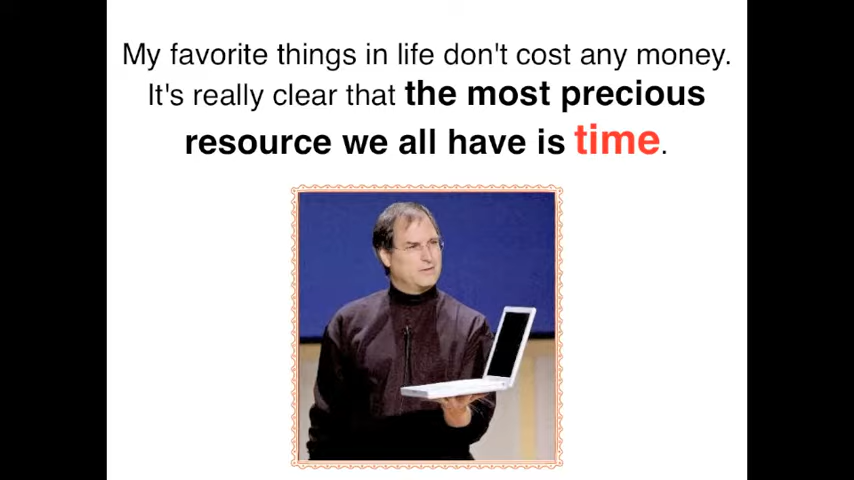 My favorite things in life don't cost any money.
It's really clear that the most precious
resource we all have is time.